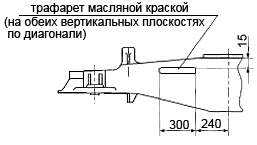 трафарет масляной краской
(на обеих вертикальных плоскостях
по диагонали)
15
300
240